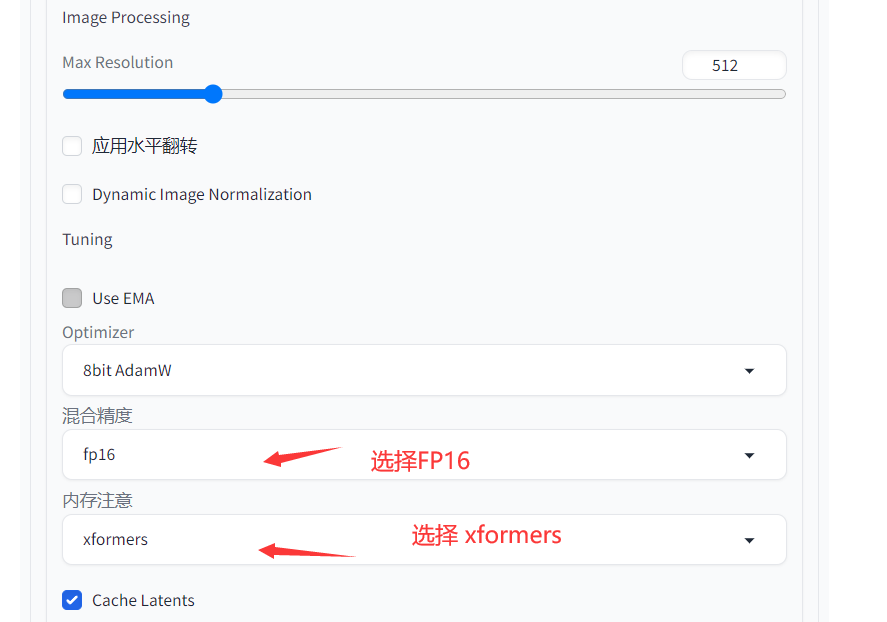 Image Processing
Max Resolution
512
应用水平翻转
Dynamic Image Normalization
Tuning
Use EMA
Optimizer
8bit AdamW
混合精度
fp16
选择FP16
内存注意
xformers
选择 xformers
Cache Latents